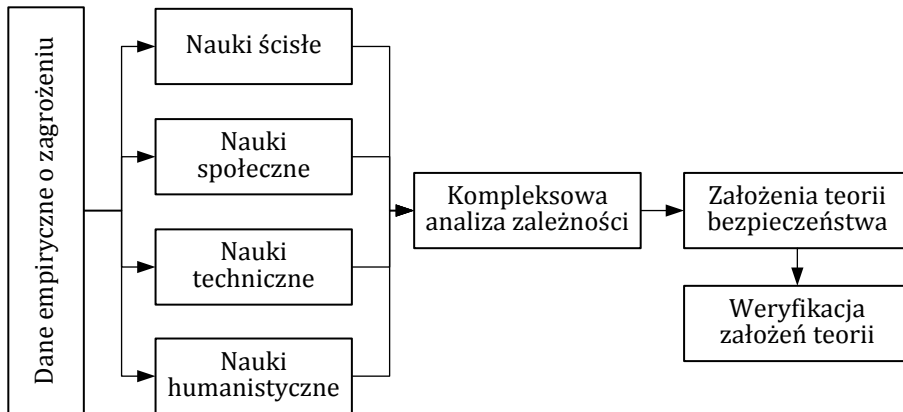 Dane empiryczne o zagrożeniu
Nauki ścisłe
Nauki
społeczne
Nauki
techniczne
Nauki
humanistyczne
Kompleksowa
analiza zależności
Założenia teorii
bezpieczeństwa
Weryfikacja
założeń teorii